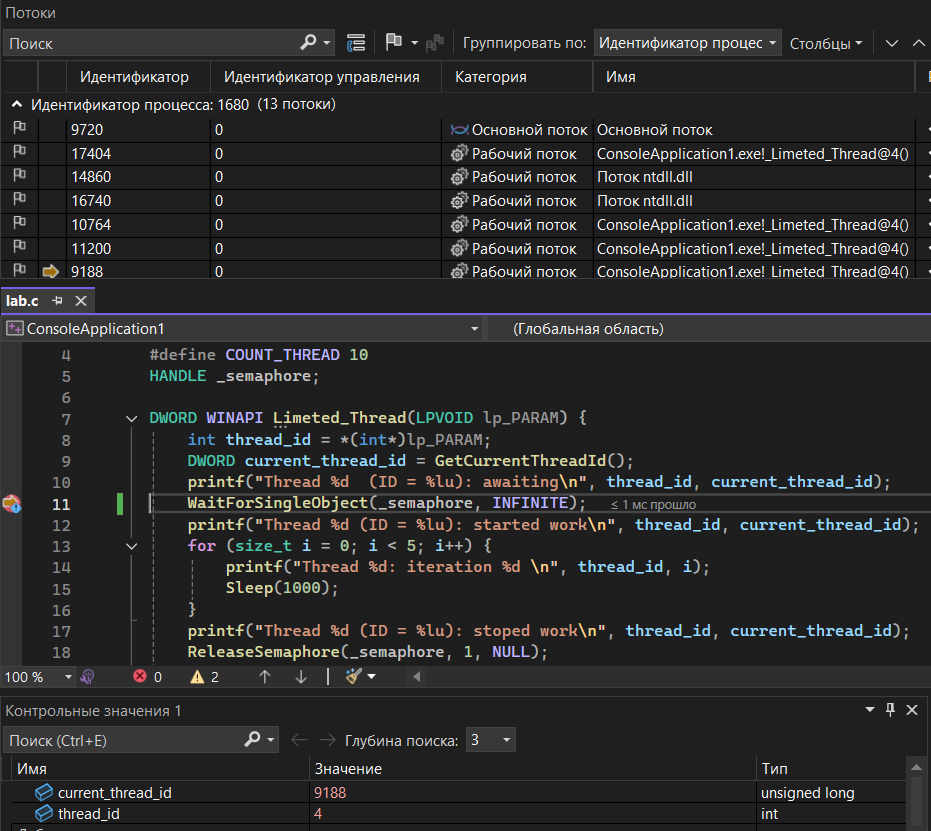 Потоки
Поиск Группировать по: Идентификатор процес Столбцы
Идентификатор Идентификатор управления Категория Имя
Идентификатор процесса: 1680 (13 потоки)
9720 0 Основной поток Основной поток
17404 0 Рабочий поток ConsoleApplication1.exe!_Limeted_Thread@4()
14860 0 Рабочий поток Поток ntdll.dll
16740 0 Рабочий поток Поток ntdll.dll
10764 0 Рабочий поток ConsoleApplication1.exe!_Limeted_Thread@4()
11200 0 Рабочий поток ConsoleApplication1.exe!_Limeted_Thread@4()
9188 0 Рабочий поток ConsoleApplication1.exe!_Limeted_Thread@4()
lab.c
ConsoleApplication1 (Глобальная область)
4 #define COUNT_THREAD 10
5 HANDLE _semaphore;
6
7 DWORD WINAPI Limeted_Thread(LPVOID lp_PARAM) {
8 int thread_id = *(int*)lp_PARAM;
9 DWORD current_thread_id = GetCurrentThreadId();
10 printf("Thread %d  (ID = %lu): awaiting\n", thread_id, current_thread_id);
11 WaitForSingleObject(_semaphore, INFINITE); ≤ 1 мс прошло
12 printf("Thread %d (ID = %lu): started work\n", thread_id, current_thread_id);
13 for (size_t i = 0; i < 5; i++) {
14 printf("Thread %d: iteration %d \n", thread_id, i);
15 Sleep(1000);
16 }
17 printf("Thread %d (ID = %lu): stoped work\n", thread_id, current_thread_id);
18 ReleaseSemaphore(_semaphore, 1, NULL);
100 % 0 2
Контрольные значения 1
Поиск (Ctrl+E) Глубина поиска: 3
Имя Значение Тип
current_thread_id 9188 unsigned long
thread_id 4 int